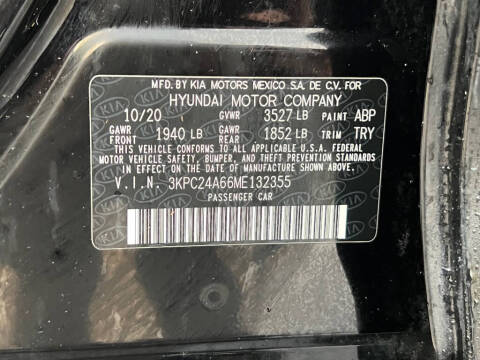 MFD. BY KIA MOTORS MEXICO S.A. DE C.V. FOR
HYUNDAI MOTOR COMPANY
10/20 GVWR 3527 LB PAINT ABP
GAWR FRONT 1940 LB GAWR REAR 1852 LB TRIM TRY
THIS VEHICLE CONFORMS TO ALL APPLICABLE U.S.A. FEDERAL
MOTOR VEHICLE SAFETY, BUMPER, AND THEFT PREVENTION STANDARDS
IN EFFECT ON THE DATE OF MANUFACTURE SHOWN ABOVE.
V.I.N. 3KPC24A66ME132355
PASSENGER CAR